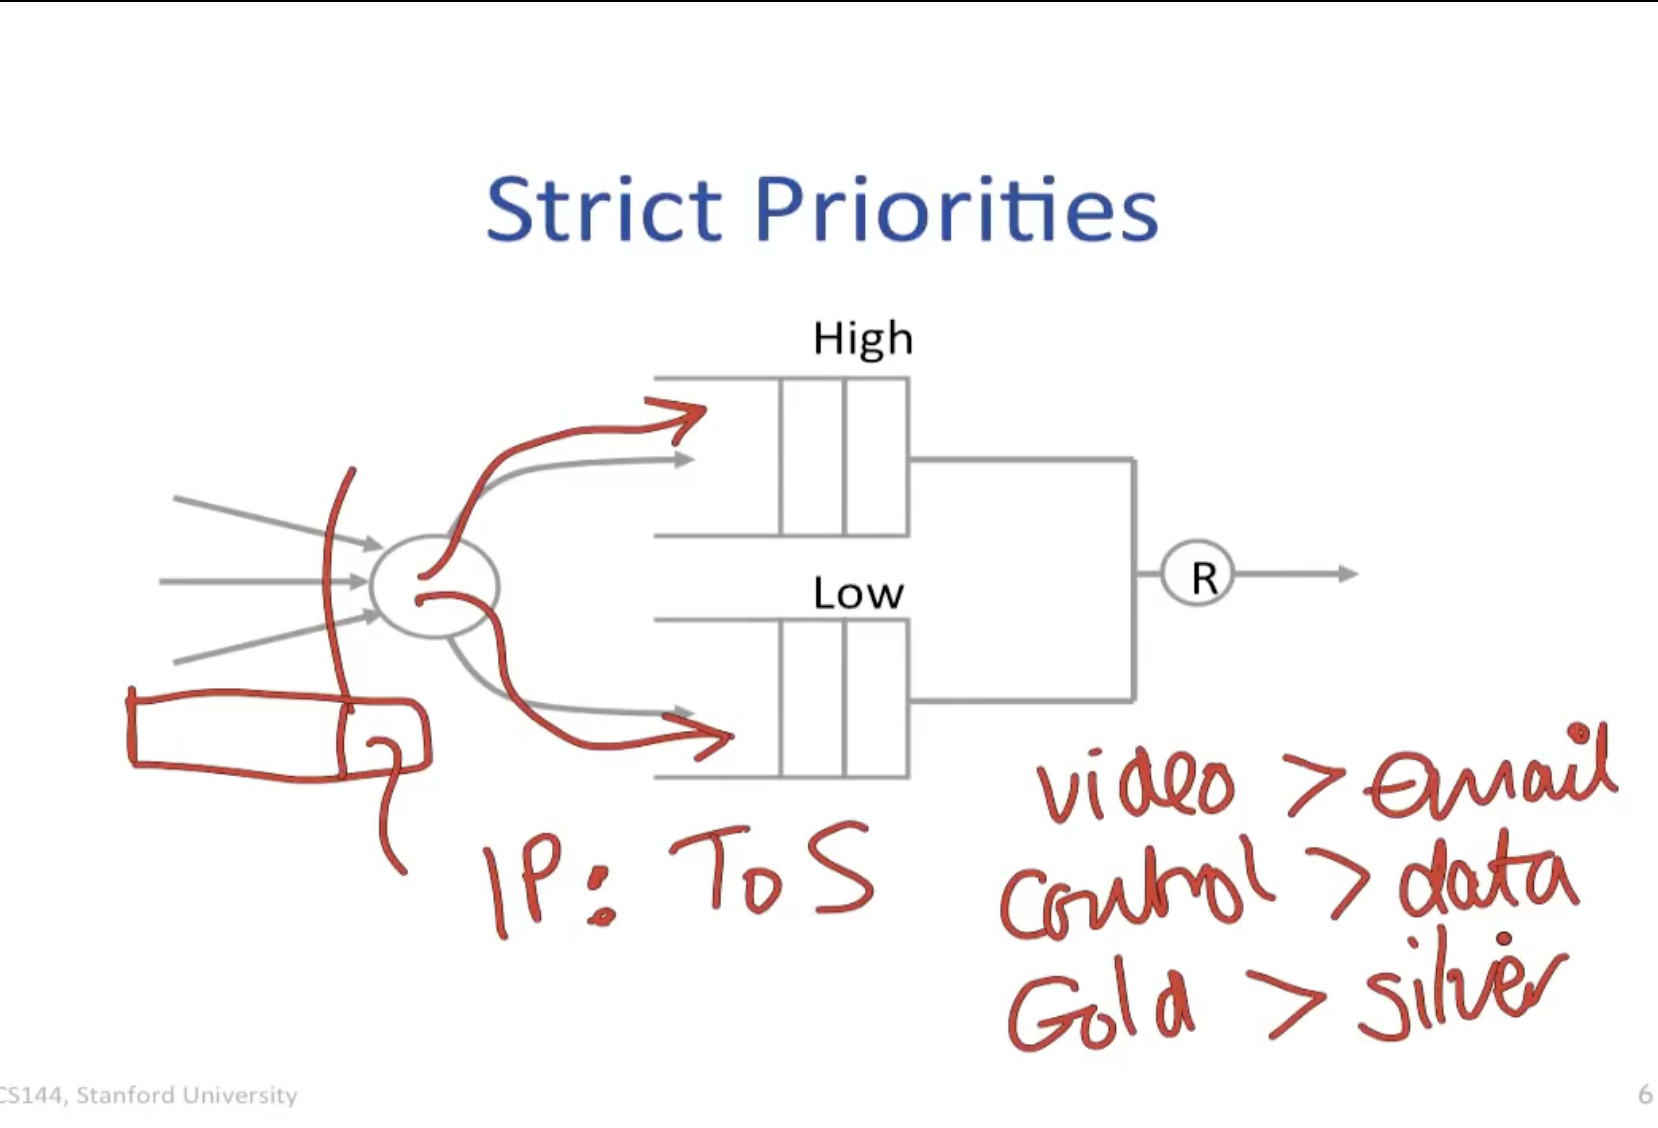 Strict Priorities
High
Low
R
video > email
IP: ToS
control > data
Gold > silver
CS144, Stanford University
6